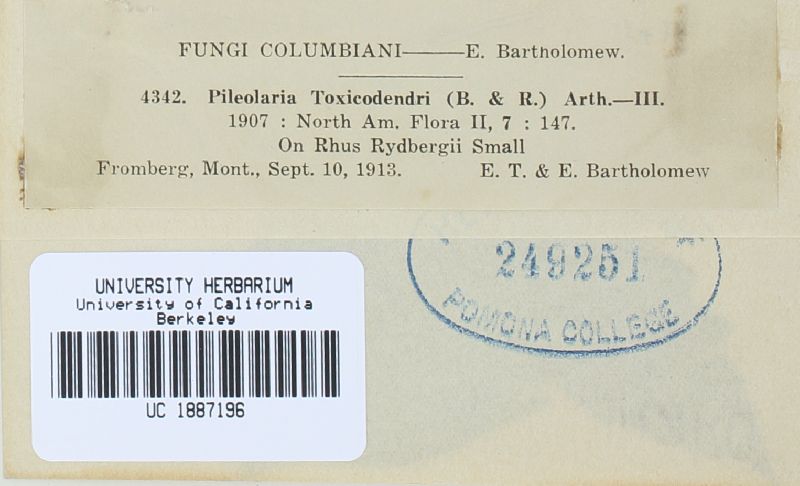 FUNGI COLUMBIANI———E. Bartholomew.
4342. Pileolaria Toxicodendri (B. & R.) Arth.—III.
1907 : North Am. Flora II, 7 : 147.
On Rhus Rydbergii Small
Fromberg, Mont., Sept. 10, 1913. E. T. & E. Bartholomew
249251
POMONA COLLEGE
UNIVERSITY HERBARIUM
University of California
Berkeley
UC 1887196